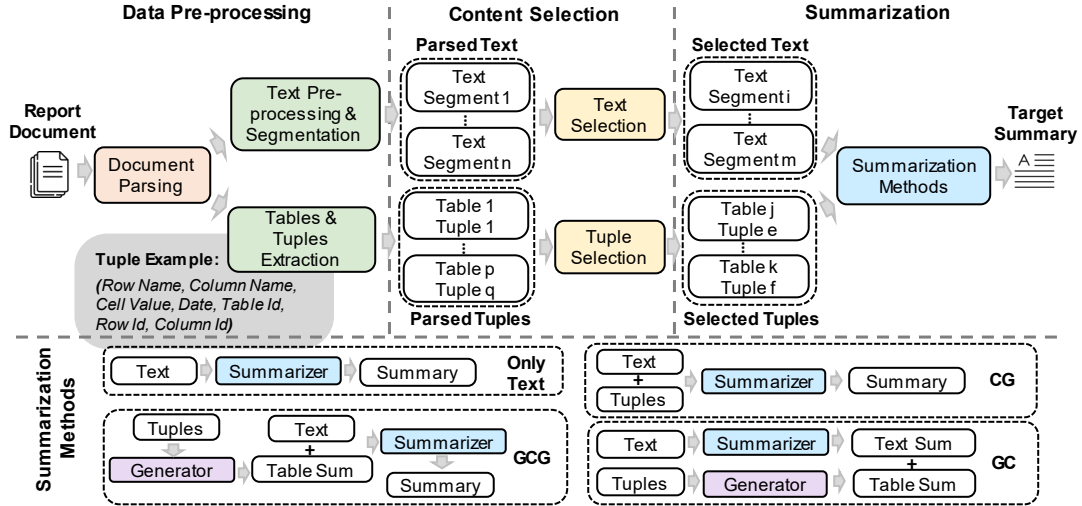 Data Pre-processing
Content Selection
Summarization
Report
Document
Document
Parsing
Text Pre-
processing &
Segmentation
Tables &
Tuples
Extraction
Tuple Example:
(Row Name, Column Name,
Cell Value, Date, Table Id,
Row Id, Column Id)
Parsed Text
Text
Segment 1
Text
Segment n
Table 1
Tuple 1
Table p
Tuple q
Parsed Tuples
Text
Selection
Tuple
Selection
Selected Text
Text
Segment i
Text
Segment m
Table j
Tuple e
Table k
Tuple f
Selected Tuples
Summarization
Methods
Target
Summary
A
Summarization
Methods
Text
Summarizer
Summary
Only
Text
Tuples
Generator
Text
+
Table Sum
Summarizer
Summary
GCG
Text
+
Tuples
Summarizer
Summary
CG
Text
Summarizer
Text Sum
+
Tuples
Generator
Table Sum
GC